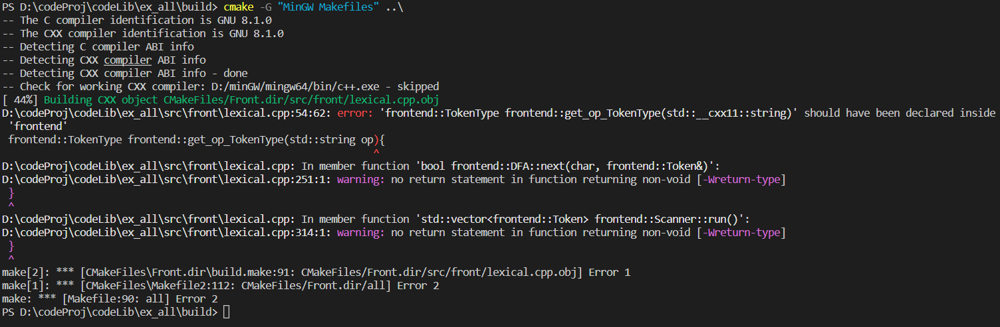 PS D:\codeProj\codeLib\ex_all\build> cmake -G "MinGW Makefiles" ..\
-- The C compiler identification is GNU 8.1.0
-- The CXX compiler identification is GNU 8.1.0
-- Detecting C compiler ABI info
-- Detecting CXX compiler ABI info
-- Detecting CXX compiler ABI info - done
-- Check for working CXX compiler: D:/minGW/mingw64/bin/c++.exe - skipped
[ 44%] Building CXX object CMakeFiles/Front.dir/src/front/lexical.cpp.obj
D:\codeProj\codeLib\ex_all\src\front\lexical.cpp:54:62: error: 'frontend::TokenType frontend::get_op_TokenType(std::__cxx11::string)' should have been declared inside
 'frontend'
 frontend::TokenType frontend::get_op_TokenType(std::string op){
                                                              ^
D:\codeProj\codeLib\ex_all\src\front\lexical.cpp: In member function 'bool frontend::DFA::next(char, frontend::Token&)':
D:\codeProj\codeLib\ex_all\src\front\lexical.cpp:251:1: warning: no return statement in function returning non-void [-Wreturn-type]
 }
 ^
D:\codeProj\codeLib\ex_all\src\front\lexical.cpp: In member function 'std::vector<frontend::Token> frontend::Scanner::run()':
D:\codeProj\codeLib\ex_all\src\front\lexical.cpp:314:1: warning: no return statement in function returning non-void [-Wreturn-type]
 }
 ^
make[2]: *** [CMakeFiles\Front.dir\build.make:91: CMakeFiles/Front.dir/src/front/lexical.cpp.obj] Error 1
make[1]: *** [CMakeFiles\Makefile2:112: CMakeFiles/Front.dir/all] Error 2
make: *** [Makefile:90: all] Error 2
PS D:\codeProj\codeLib\ex_all\build>